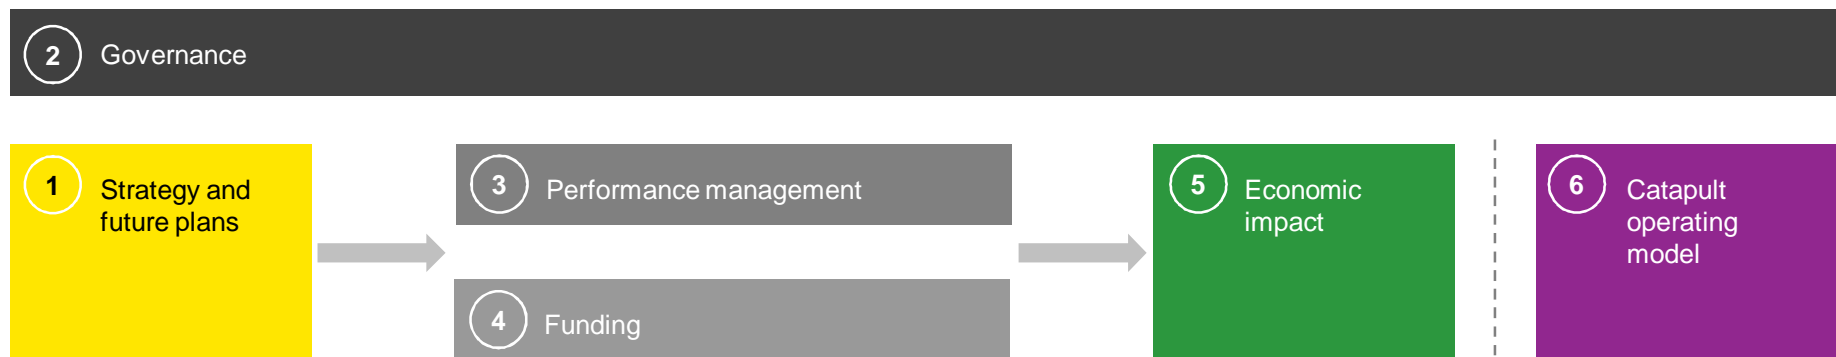 2 Governance
1 Strategy and
future plans
3 Performance management
4 Funding
5 Economic
impact
6 Catapult
operating
model